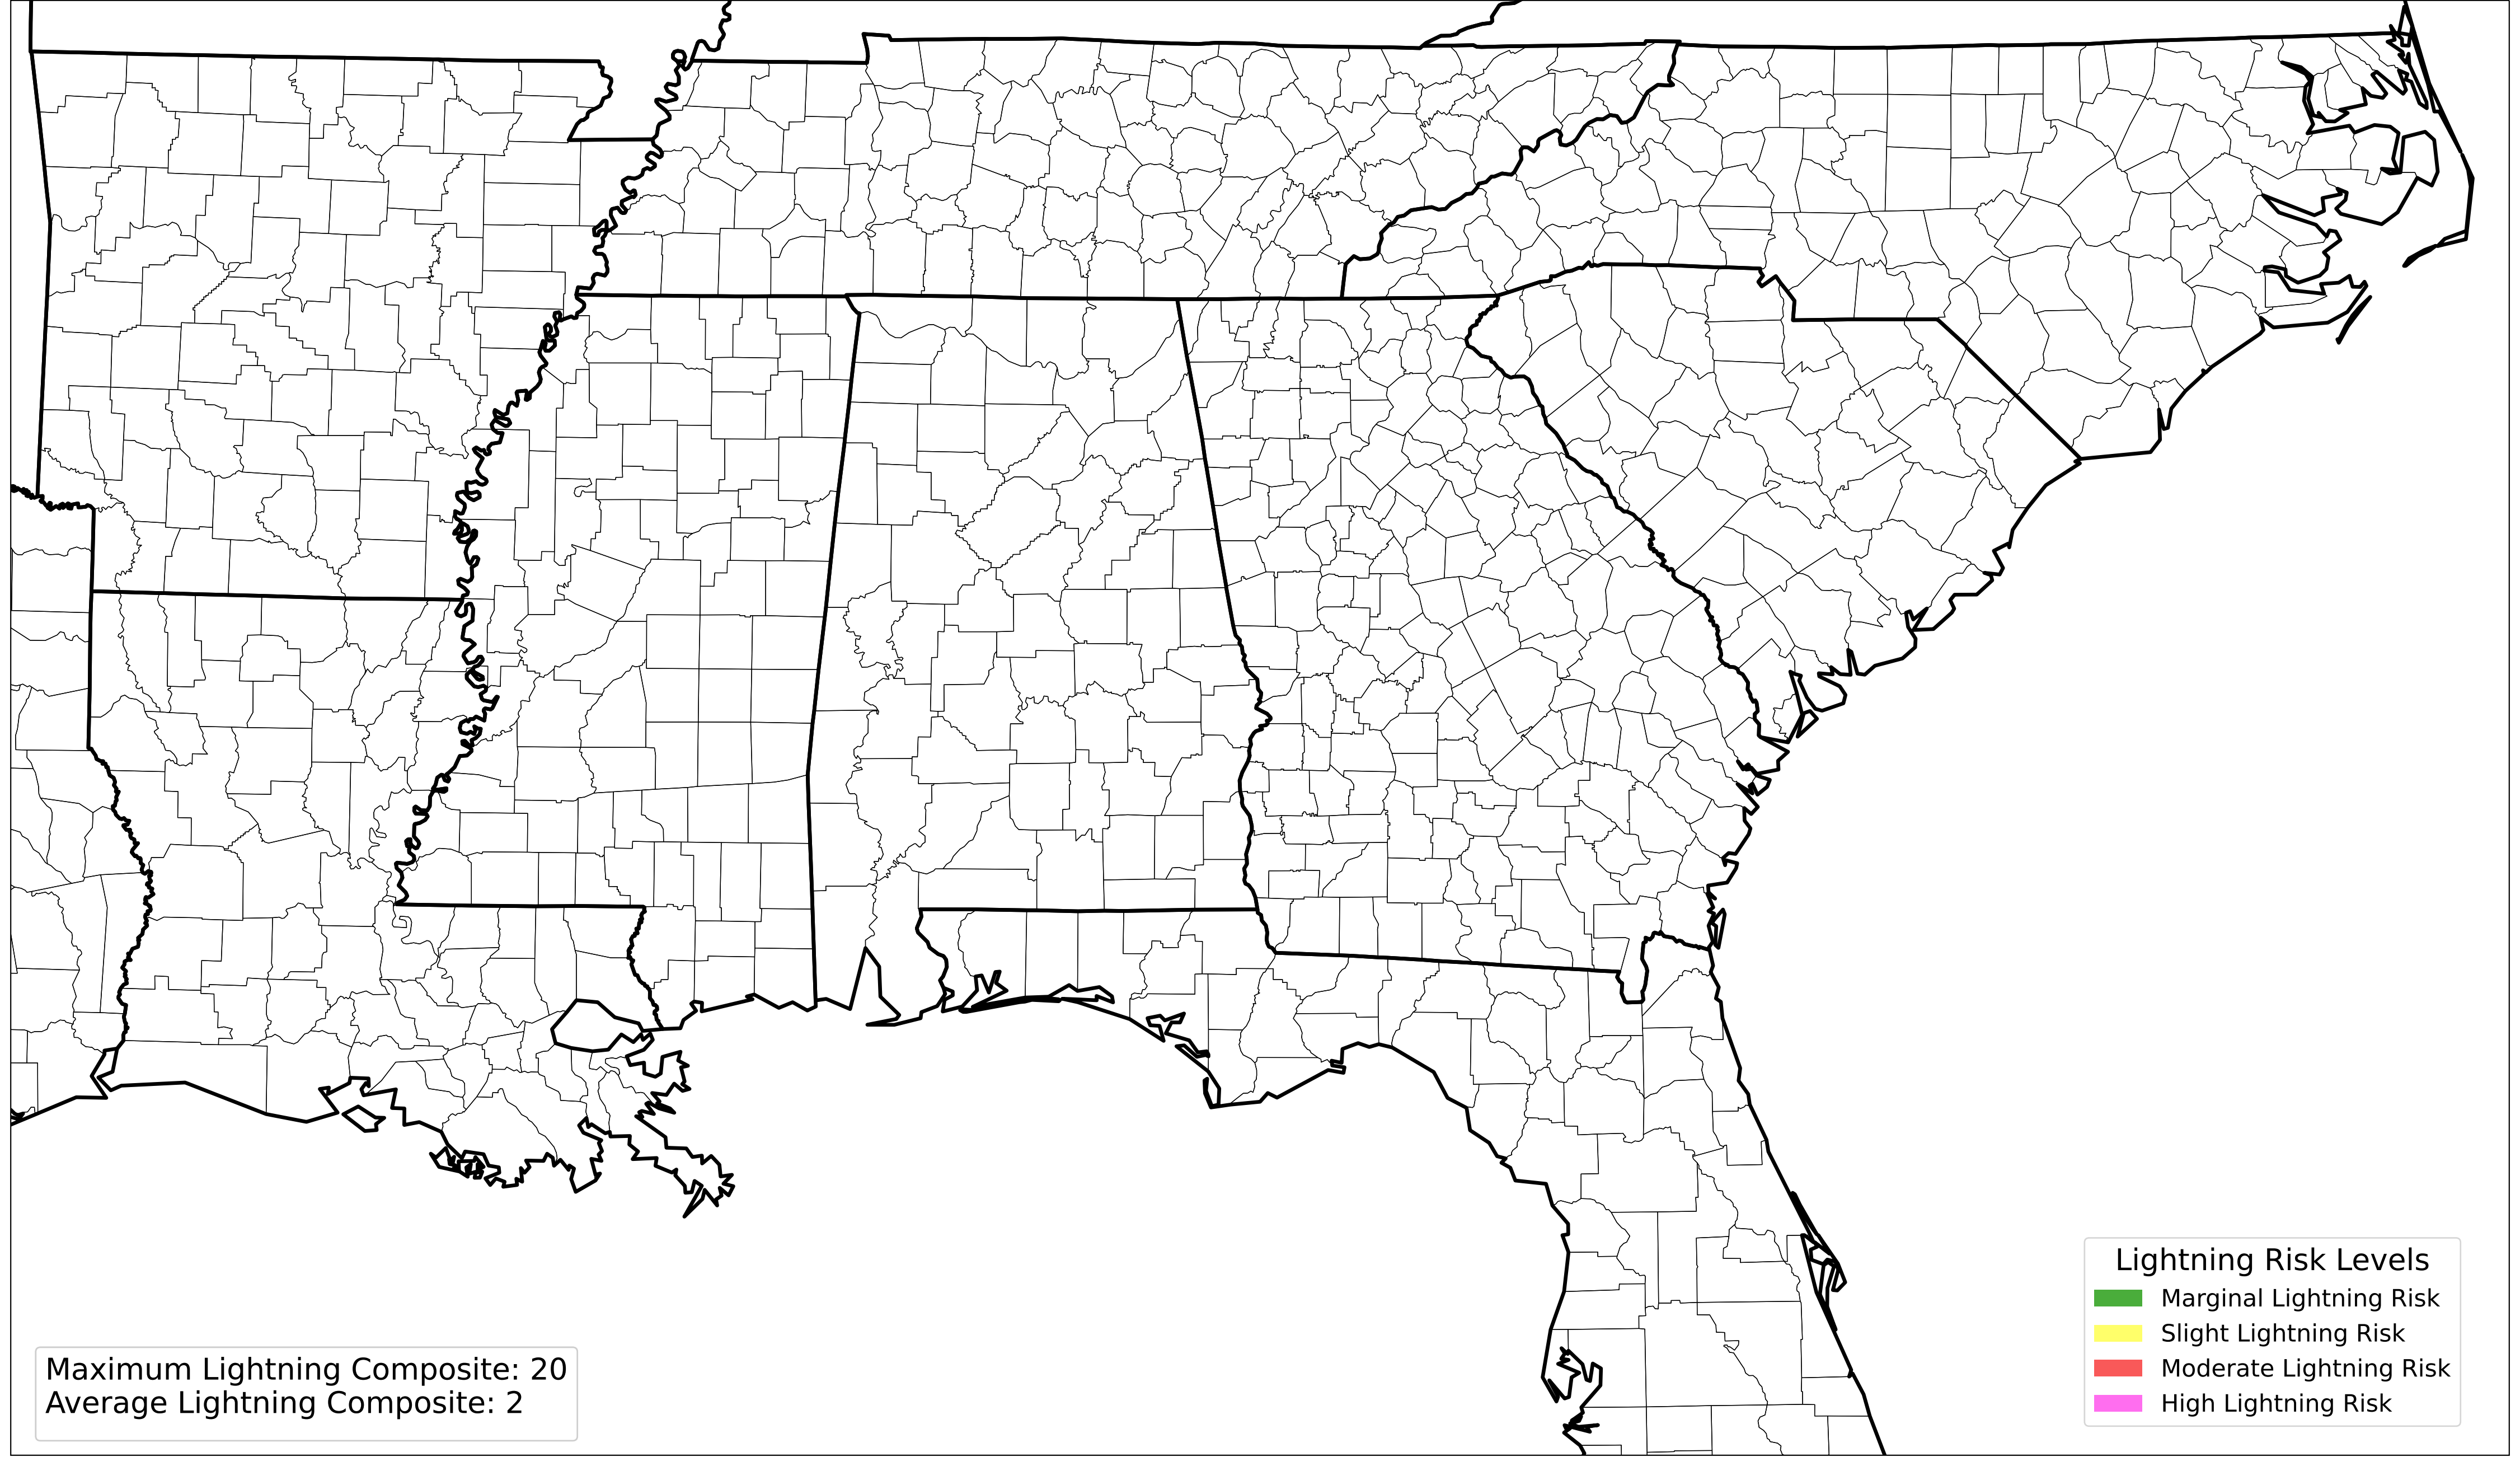 Maximum Lightning Composite: 20
Average Lightning Composite: 2
Lightning Risk Levels
Marginal Lightning Risk
Slight Lightning Risk
Moderate Lightning Risk
High Lightning Risk